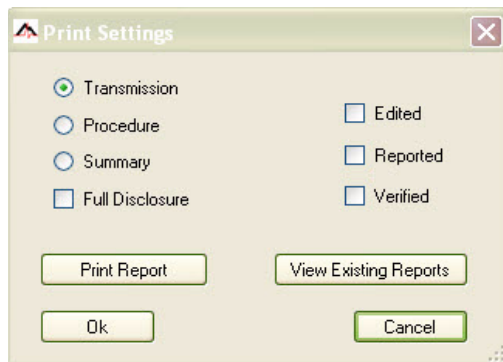 Print Settings
Transmission
Procedure
Summary
Full Disclosure
Edited
Reported
Verified
Print Report
View Existing Reports
Ok
Cancel